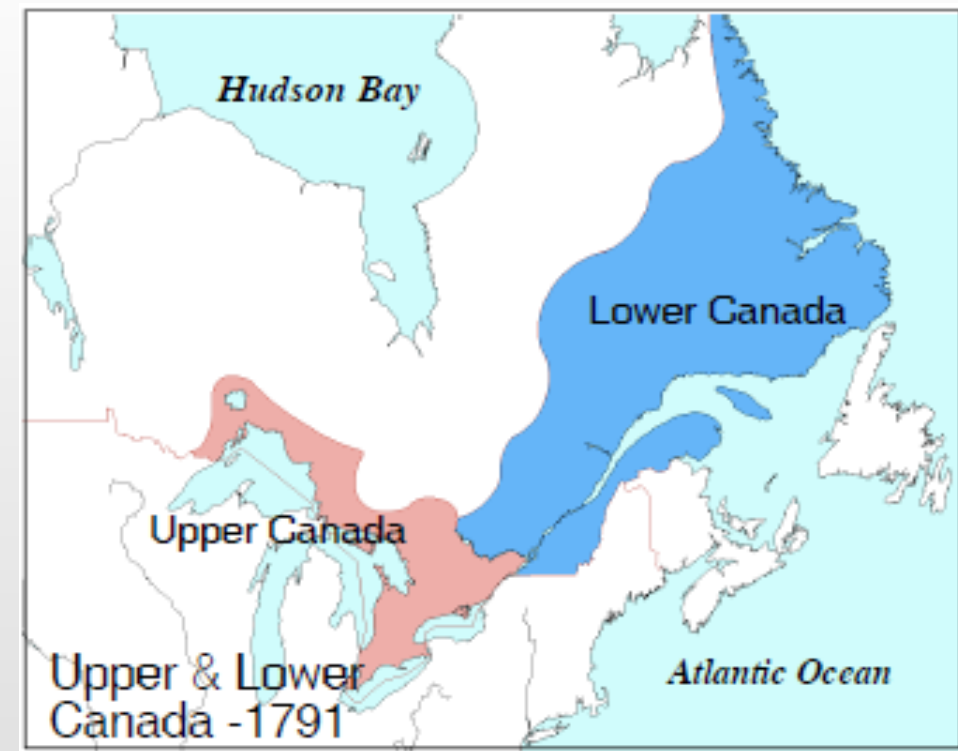 Hudson Bay
Lower Canada
Upper Canada
Upper & Lower
Canada -1791
Atlantic Ocean